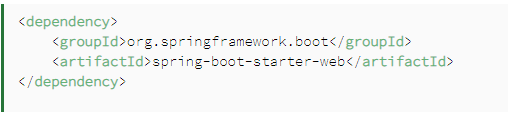 <dependency>
    <groupId>org.springframework.boot</groupId>
    <artifactId>spring-boot-starter-web</artifactId>
</dependency>